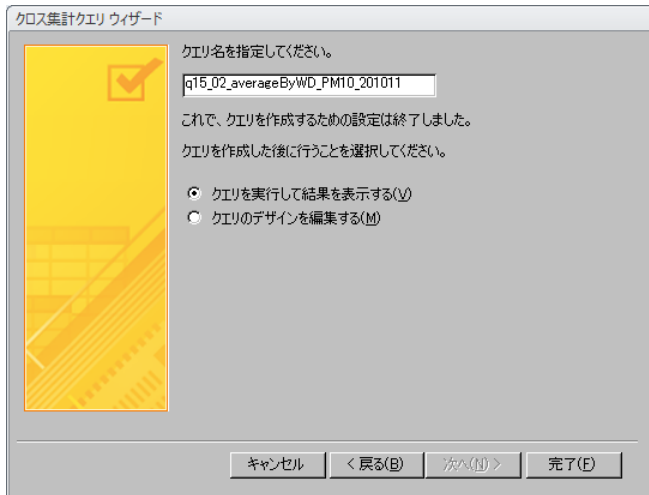 クロス集計クエリ ウィザード
クエリ名を指定してください。
q15_02_averageByWD_PM10_201011
これで、クエリを作成するための設定は終了しました。
クエリを作成した後に行うことを選択してください。
クエリを実行して結果を表示する(V)
クエリのデザインを編集する(M)
キャンセル < 戻る(B) 次へ(N) > 完了(F)